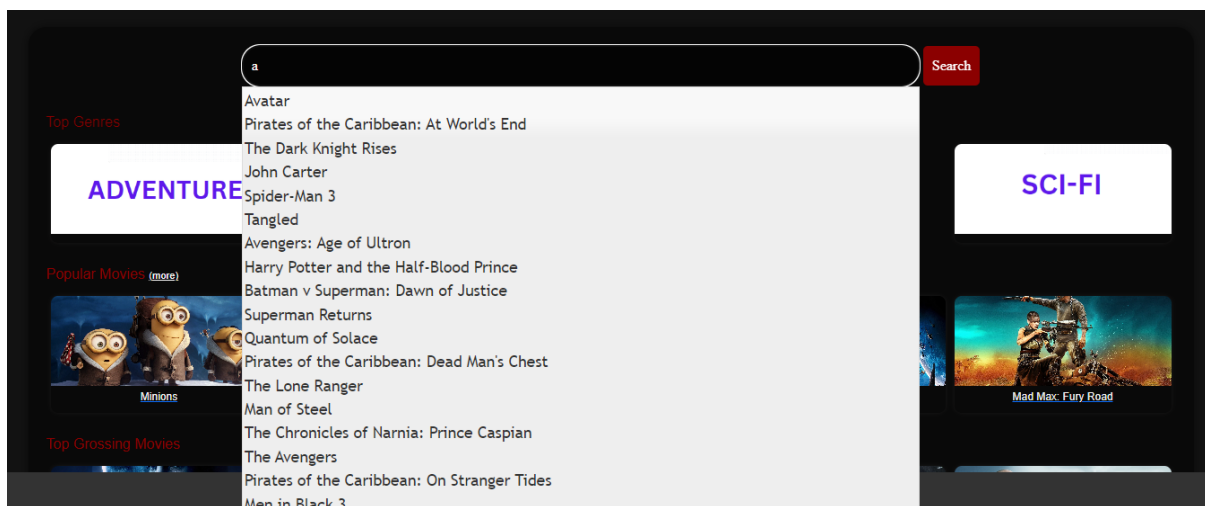 a
Search
Avatar
Top Genres
Pirates of the Caribbean: At World's End
The Dark Knight Rises
John Carter
ADVENTURE
SCI-FI
Spider-Man 3
Tangled
Avengers: Age of Ultron
Harry Potter and the Half-Blood Prince
Popular Movies (more)
Batman v Superman: Dawn of Justice
Superman Returns
Quantum of Solace
Pirates of the Caribbean: Dead Man's Chest
The Lone Ranger
Minions
Mad Max: Fury Road
Man of Steel
The Chronicles of Narnia: Prince Caspian
Top Grossing Movies
The Avengers
Pirates of the Caribbean: On Stranger Tides
Men in Black 3